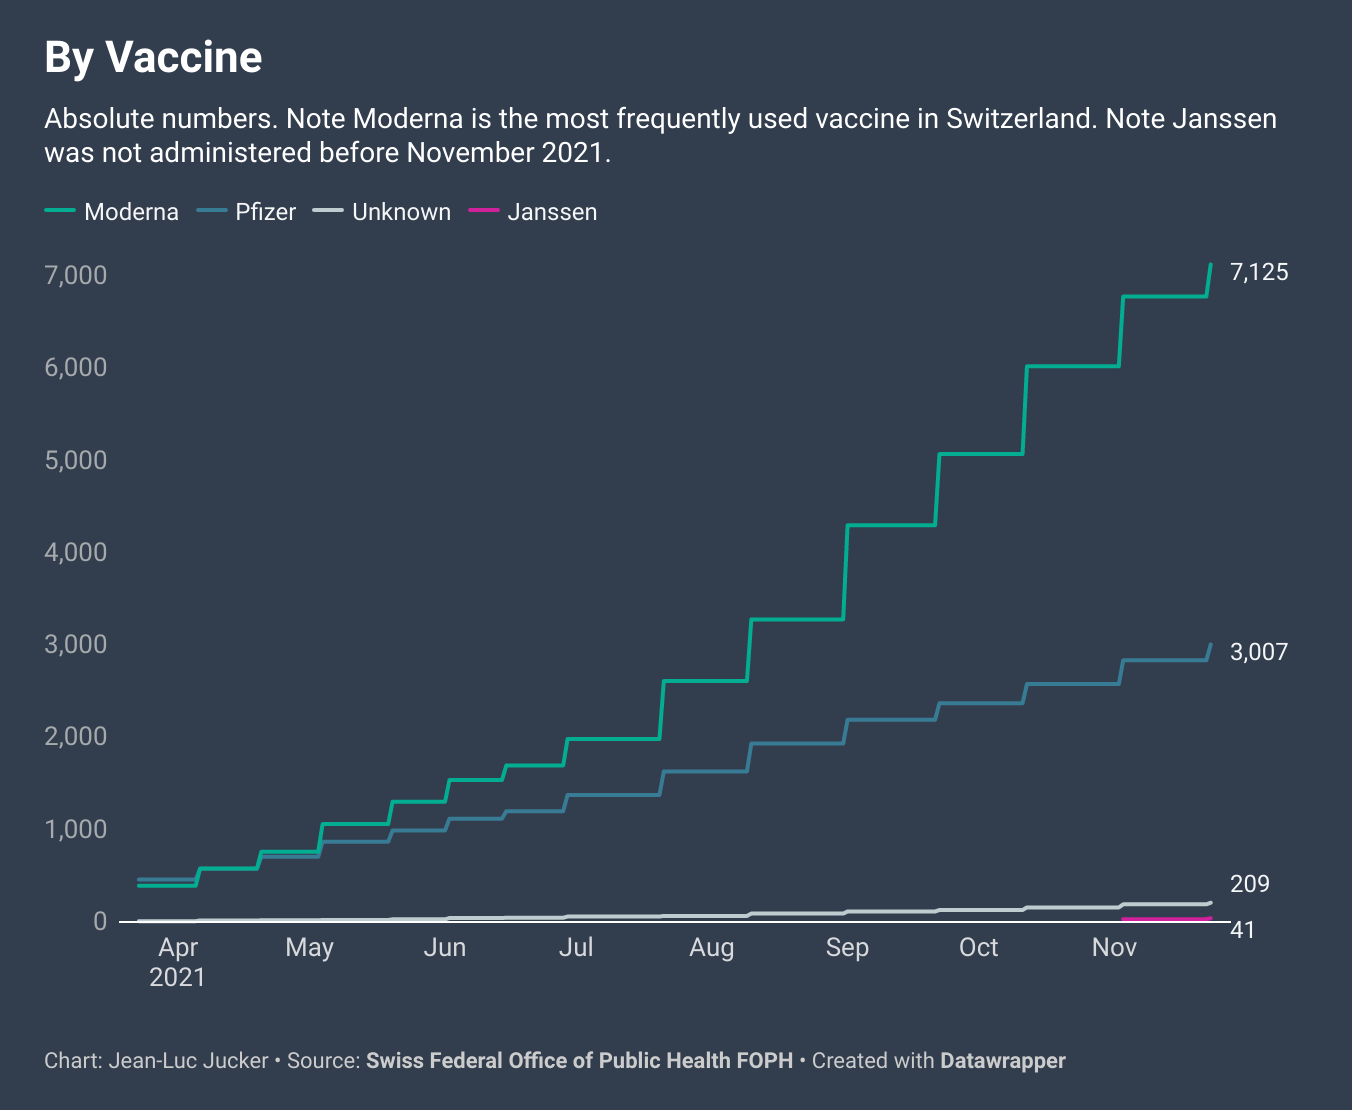 By Vaccine
Absolute numbers. Note Moderna is the most frequently used vaccine in Switzerland. Note Janssen
was not administered before November 2021.
Moderna Pfizer Unknown Janssen
7,000
7,125
6,000
5,000
4,000
3,000
3,007
2,000
1,000
209
0
41
Apr May Jun Jul Aug Sep Oct Nov
2021
Chart: Jean-Luc Jucker • Source: Swiss Federal Office of Public Health FOPH • Created with Datawrapper